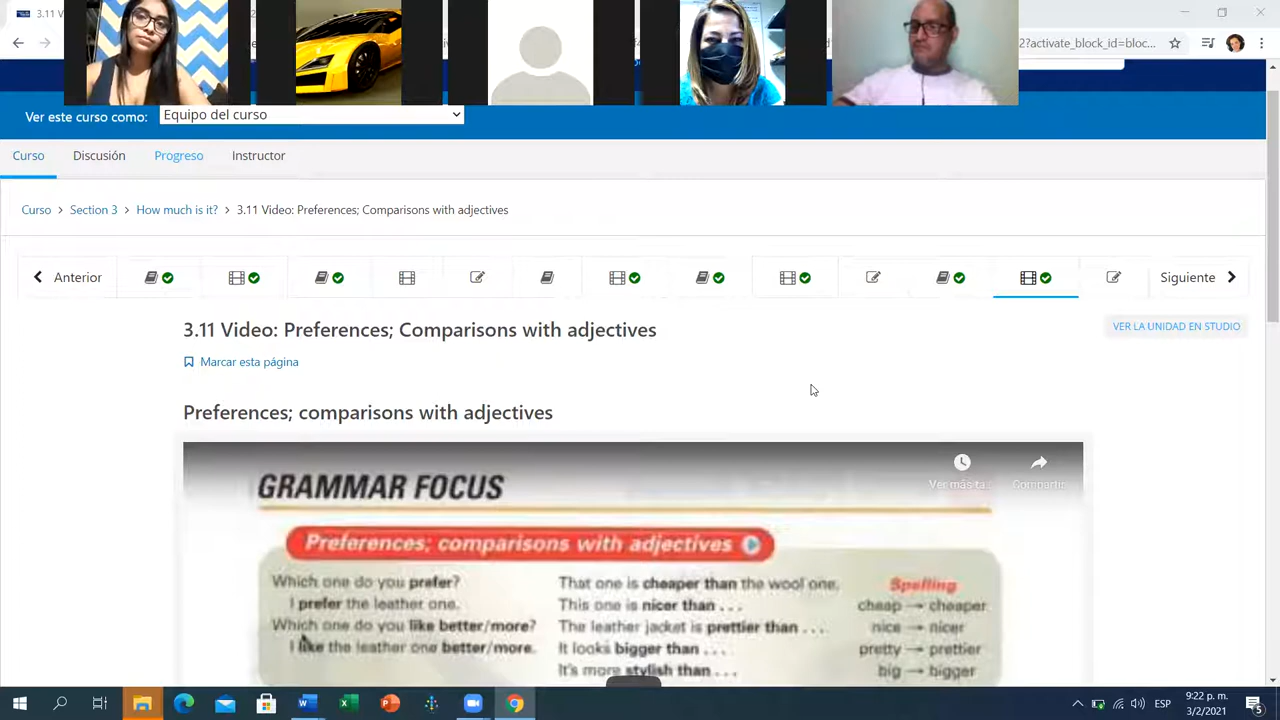 3.11 V
2?activate_block_id=bloc...
Ver este curso como: Equipo del curso
Curso Discusión Progreso Instructor
Curso > Section 3 > How much is it? > 3.11 Video: Preferences; Comparisons with adjectives
Anterior Siguiente
3.11 Video: Preferences; Comparisons with adjectives
VER LA UNIDAD EN STUDIO
Marcar esta página
Preferences; comparisons with adjectives
Ver más ta... Compartir
GRAMMAR FOCUS
Preferences; comparisons with adjectives
Which one do you prefer? That one is cheaper than the wool one. Spelling
I prefer the leather one. This one is nicer than . . . cheap → cheaper
Which one do you like better/more? The leather jacket is prettier than . . . nice → nicer
I like the leather one better/more. It looks bigger than . . . pretty → prettier
It's more stylish than . . . big → bigger
ESP
9:22 p. m.
3/2/2021
5